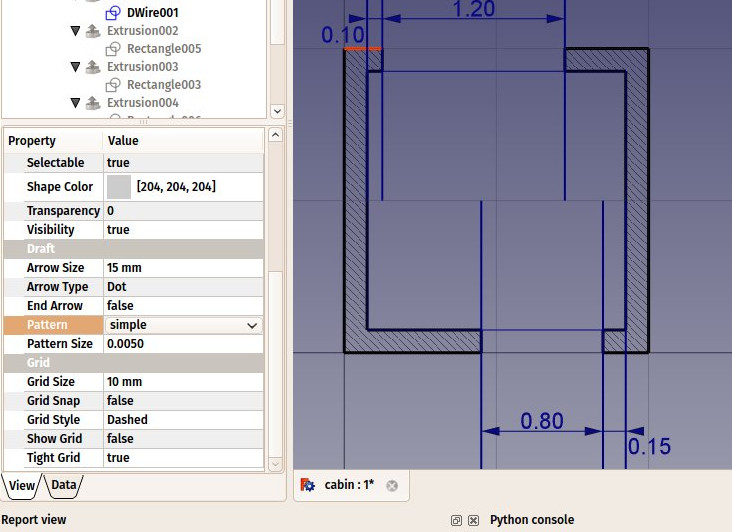 DWire001
Extrusion002
Rectangle005
Extrusion003
Rectangle003
Extrusion004
Property Value
Selectable true
Shape Color [204, 204, 204]
Transparency 0
Visibility true
Draft
Arrow Size 15 mm
Arrow Type Dot
End Arrow false
Pattern simple
Pattern Size 0.0050
Grid
Grid Size 10 mm
Grid Snap false
Grid Style Dashed
Show Grid false
Tight Grid true
View Data
Report view
1.20
0.10
0.80
0.15
cabin : 1*
Python console